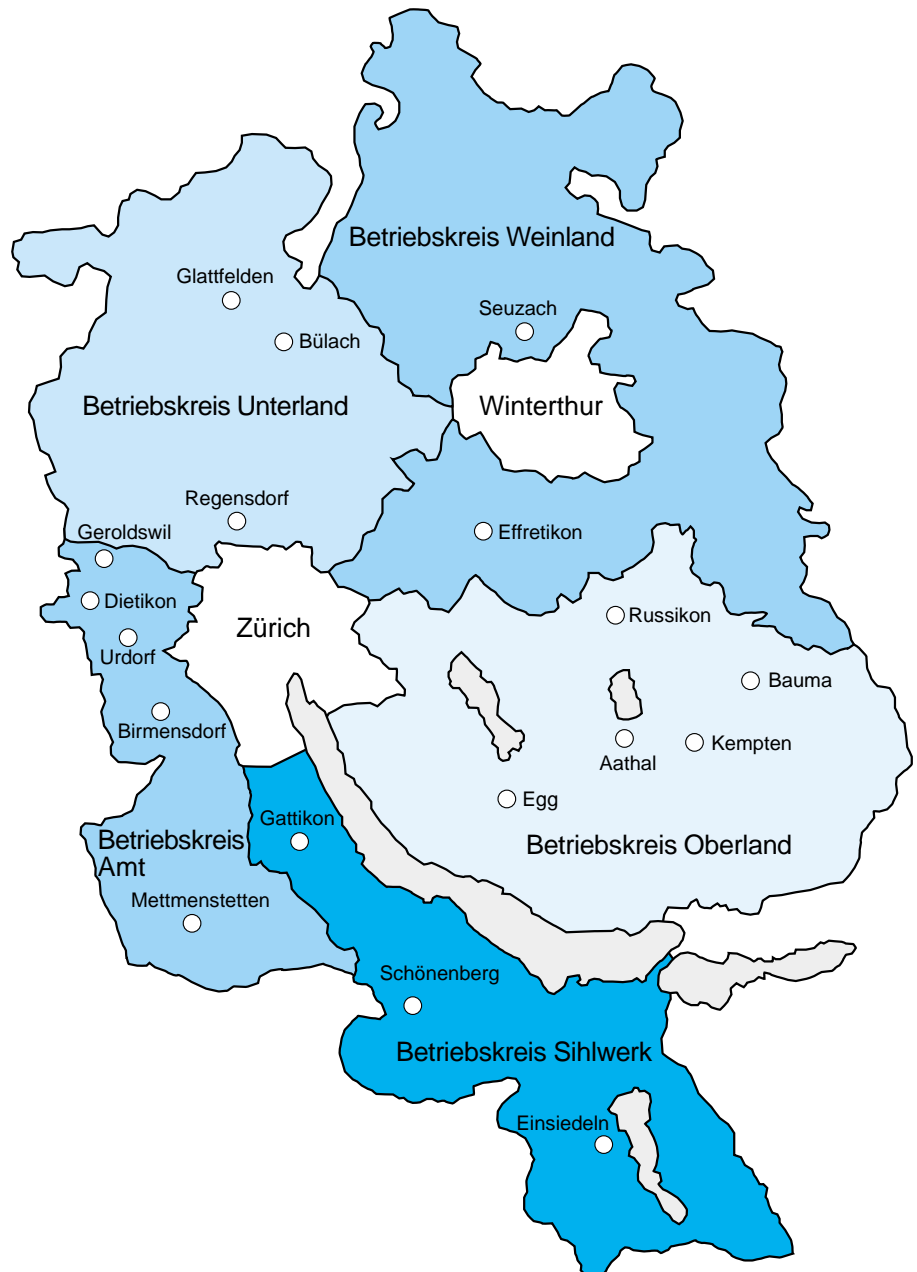 Betriebskreis Weinland
Glattfelden
Seuzach
Bülach
Betriebskreis Unterland
Winterthur
Regensdorf
Geroldswil
Effretikon
Dietikon
Russikon
Zürich
Urdorf
Bauma
Birmensdorf
Kempten
Aathal
Egg
Gattikon
Betriebskreis
Amt
Betriebskreis Oberland
Mettmenstetten
Schönenberg
Betriebskreis Sihlwerk
Einsiedeln